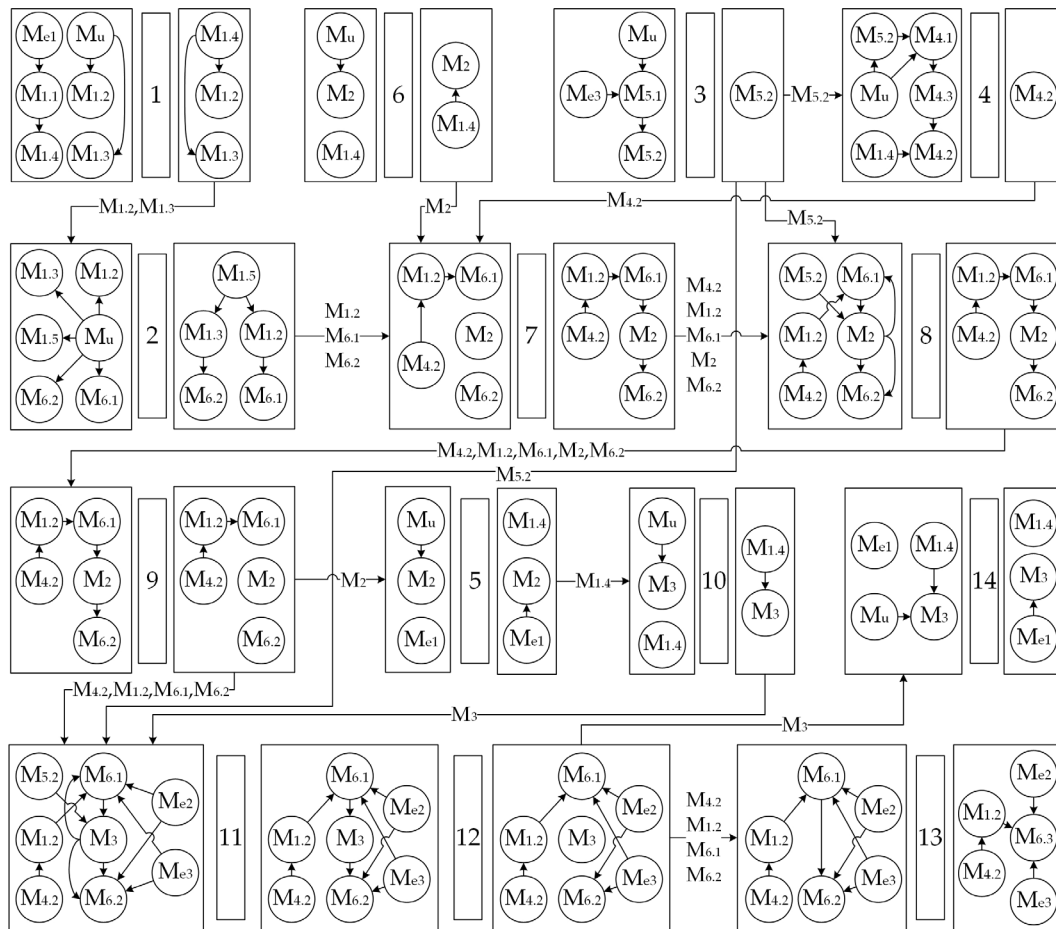 Me1 Mu M1.4 Mu Mu M5.2 M4.1
M2
M1.1 M1.2 1 M1.2 M2 6 Me3 M5.1 3 M5.2 M5.2 Mu M4.3 4 M4.2
M1.4
M1.4 M1.3 M1.3 M1.4 M5.2 M1.4 M4.2
M1.2,M1.3 M2 M4.2 M5.2
M1.3 M1.2 M1.5 M1.2 M6.1 M1.2 M6.1 M5.2 M6.1 M1.2 M6.1
M4.2
M1.2 M1.2
M1.5 Mu 2 M1.3 M1.2 M6.1 M2 7 M4.2 M2 M6.1 M1.2 M2 8 M4.2 M2
M6.2 M4.2 M2
M6.2
M6.2 M6.1 M6.2 M6.1 M6.2 M6.2 M4.2 M6.2 M6.2
M4.2,M1.2,M6.1,M2,M6.2
M5.2
M1.2 M6.1 M1.2 M6.1 Mu M1.4 Mu Me1 M1.4 M1.4
M1.4
M4.2 M2 9 M4.2 M2 M2 M2 5 M2 M1.4 M3 10 14 M3
M3 Mu M3
M6.2 M6.2 Me1 Me1 M1.4 Me1
M4.2,M1.2,M6.1,M6.2
M3 M3
M5.2 M6.1 M6.1 M6.1 M6.1 Me2
Me2 Me2 Me2 M4.2 Me2
M1.2 M3 11 M1.2 M3 12 M1.2 M3 M1.2 M1.2 13 M1.2 M6.3
M6.1
Me3 Me3 Me3 M6.2 Me3 M4.2
M4.2 M6.2 M4.2 M6.2 M4.2 M6.2 M4.2 M6.2 Me3